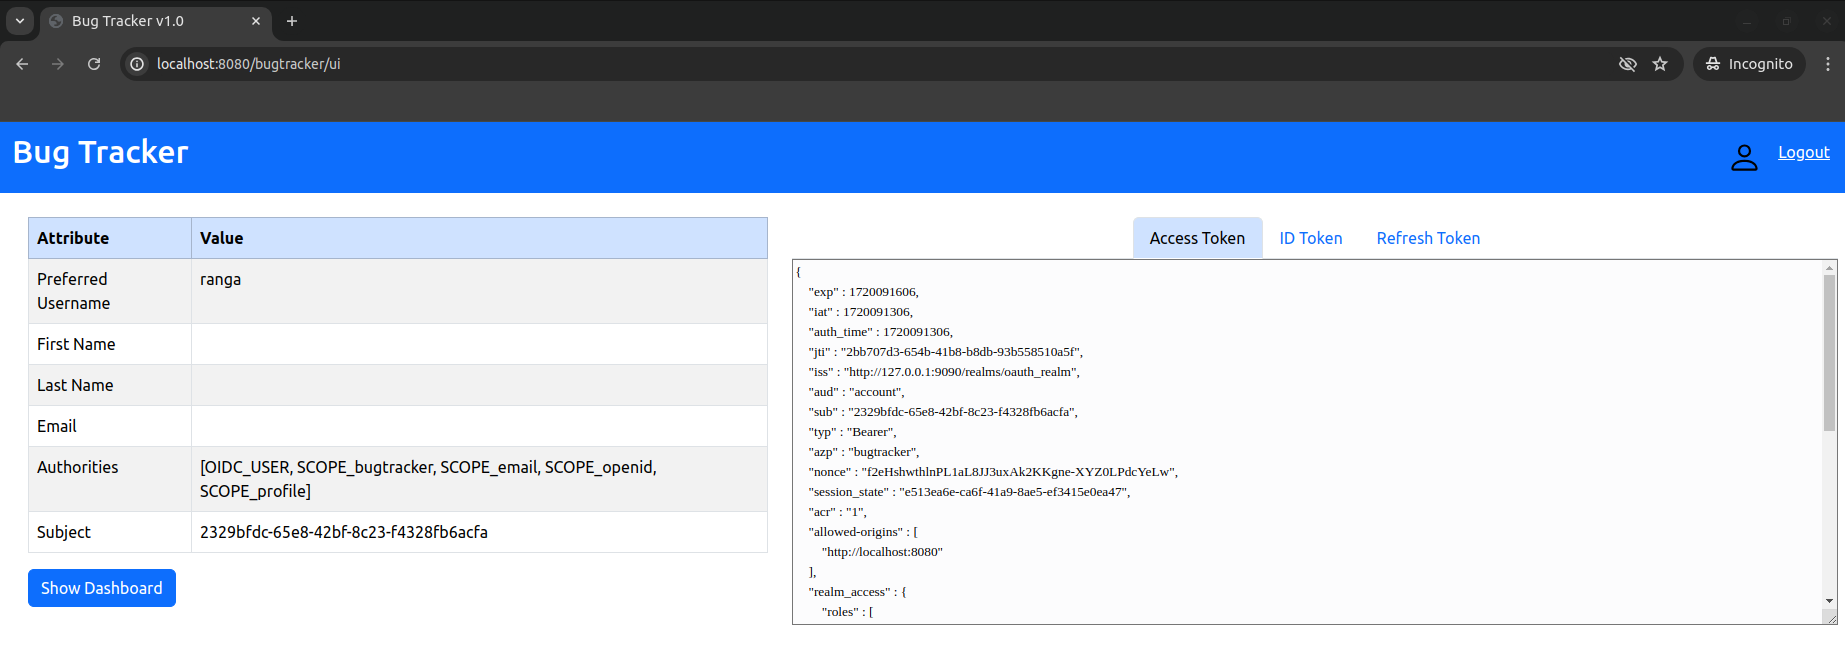 Bug Tracker v1.0
localhost:8080/bugtracker/ui
Incognito
Bug Tracker
Logout
Attribute Value
Preferred Username ranga
First Name
Last Name
Email
Authorities [OIDC_USER, SCOPE_bugtracker, SCOPE_email, SCOPE_openid,
SCOPE_profile]
Subject 2329bfdc-65e8-42bf-8c23-f4328fb6acfa
Show Dashboard
Access Token ID Token Refresh Token
{
"exp" : 1720091606,
"iat" : 1720091306,
"auth_time" : 1720091306,
"jti" : "2bb707d3-654b-41b8-b8db-93b558510a5f",
"iss" : "http://127.0.0.1:9090/realms/oauth_realm",
"aud" : "account",
"sub" : "2329bfdc-65e8-42bf-8c23-f4328fb6acfa",
"typ" : "Bearer",
"azp" : "bugtracker",
"nonce" : "f2eHshwthlnPL1aL8JJ3uxAk2KKgne-XYZ0LPdcYeLw",
"session_state" : "e513ea6e-ca6f-41a9-8ae5-ef3415e0ea47",
"acr" : "1",
"allowed-origins" : [
"http://localhost:8080"
],
"realm_access" : {
"roles" : [